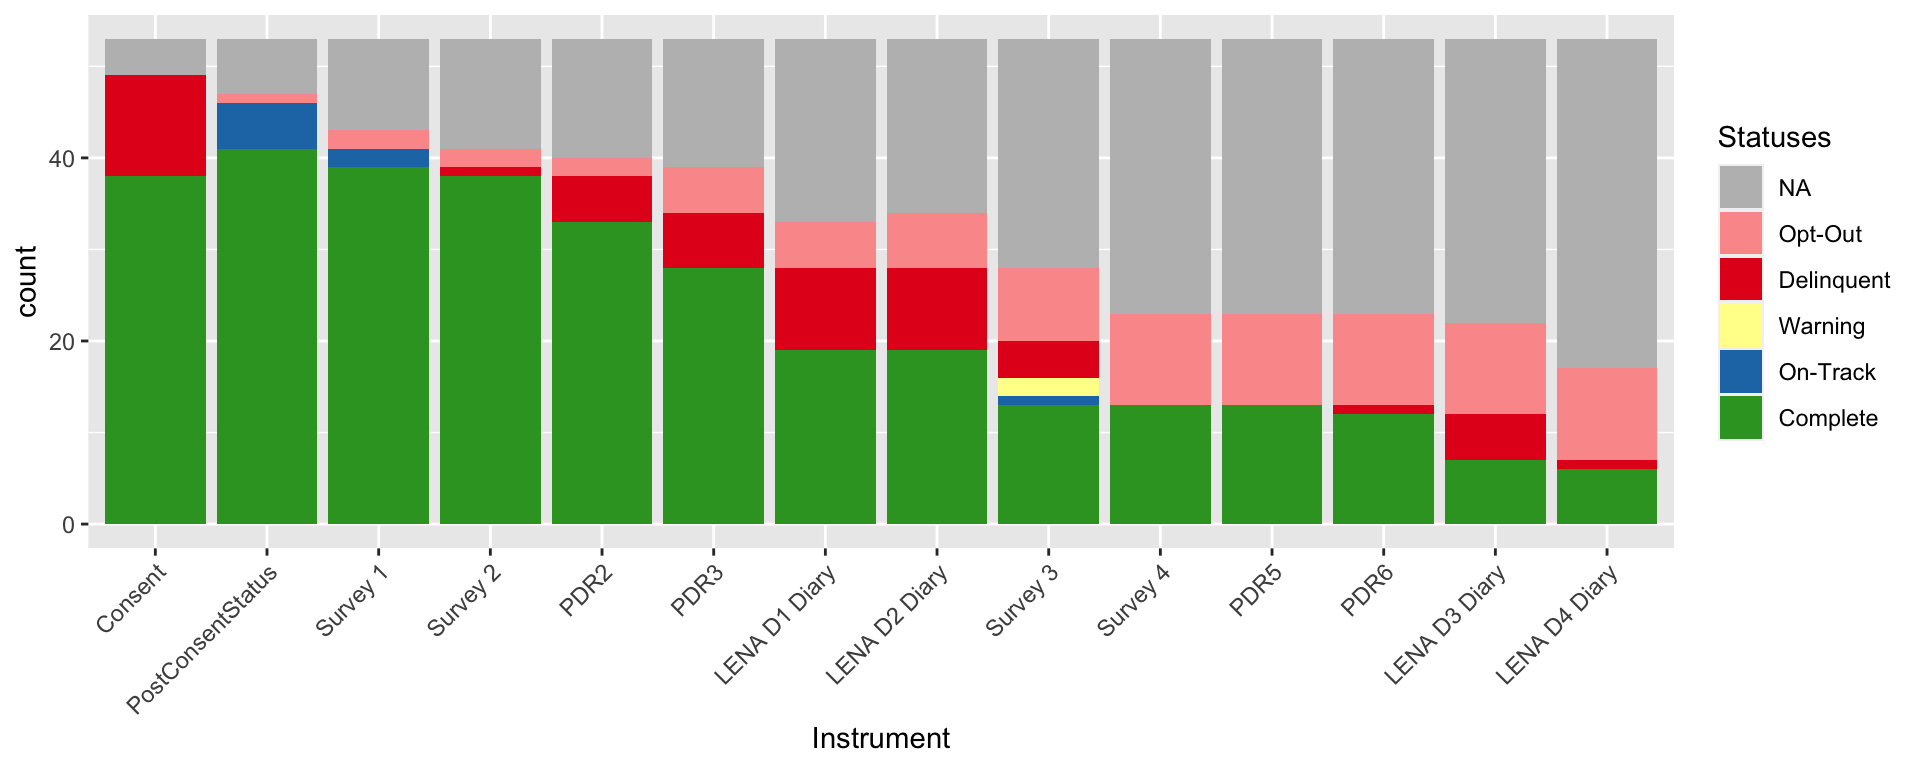 count
40
20
0
Consent
PostConsentStatus
Survey 1
Survey 2
PDR2
PDR3
LENA D1 Diary
LENA D2 Diary
Survey 3
Survey 4
PDR5
PDR6
LENA D3 Diary
LENA D4 Diary
Instrument
Statuses
NA
Opt-Out
Delinquent
Warning
On-Track
Complete